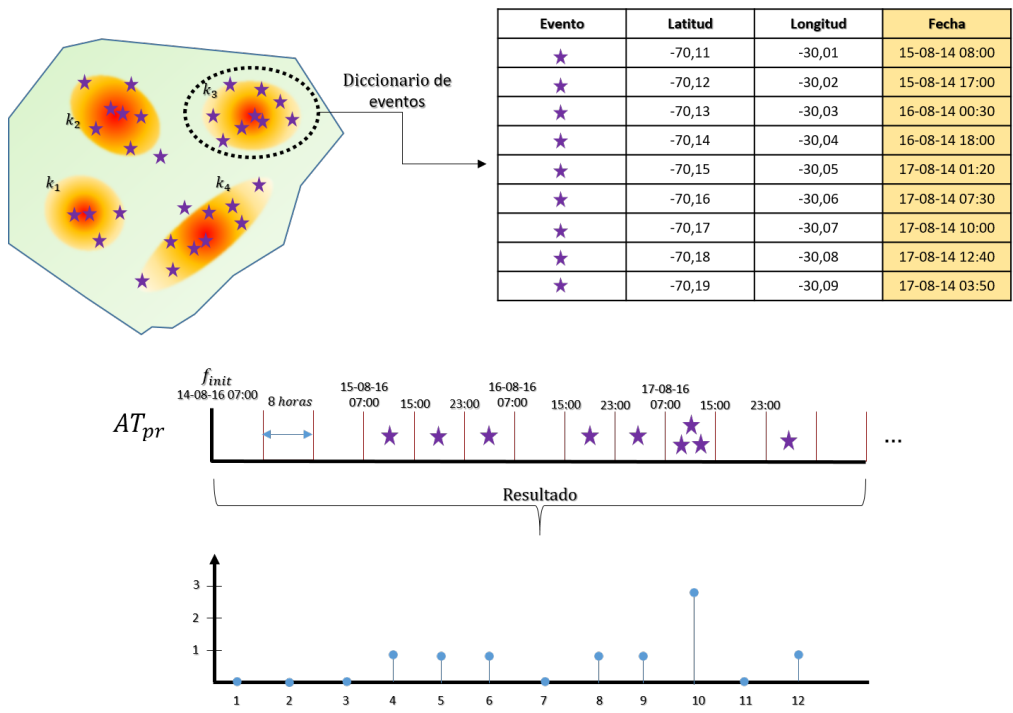 Evento Latitud Longitud Fecha
-70,11 -30,01 15-08-14 08:00
-70,12 -30,02 15-08-14 17:00
-70,13 -30,03 16-08-14 00:30
-70,14 -30,04 16-08-14 18:00
-70,15 -30,05 17-08-14 01:20
-70,16 -30,06 17-08-14 07:30
-70,17 -30,07 17-08-14 10:00
-70,18 -30,08 17-08-14 12:40
-70,19 -30,09 17-08-14 03:50
k₃
k₂
k₁
k₄
Diccionario de
eventos
f_init
14-08-16 07:00
8 horas
15-08-16
07:00
15:00
23:00
16-08-16
07:00
15:00
23:00
17-08-16
07:00
15:00
23:00
AT_pr
...
Resultado
3
2
1
1 2 3 4 5 6 7 8 9 10 11 12